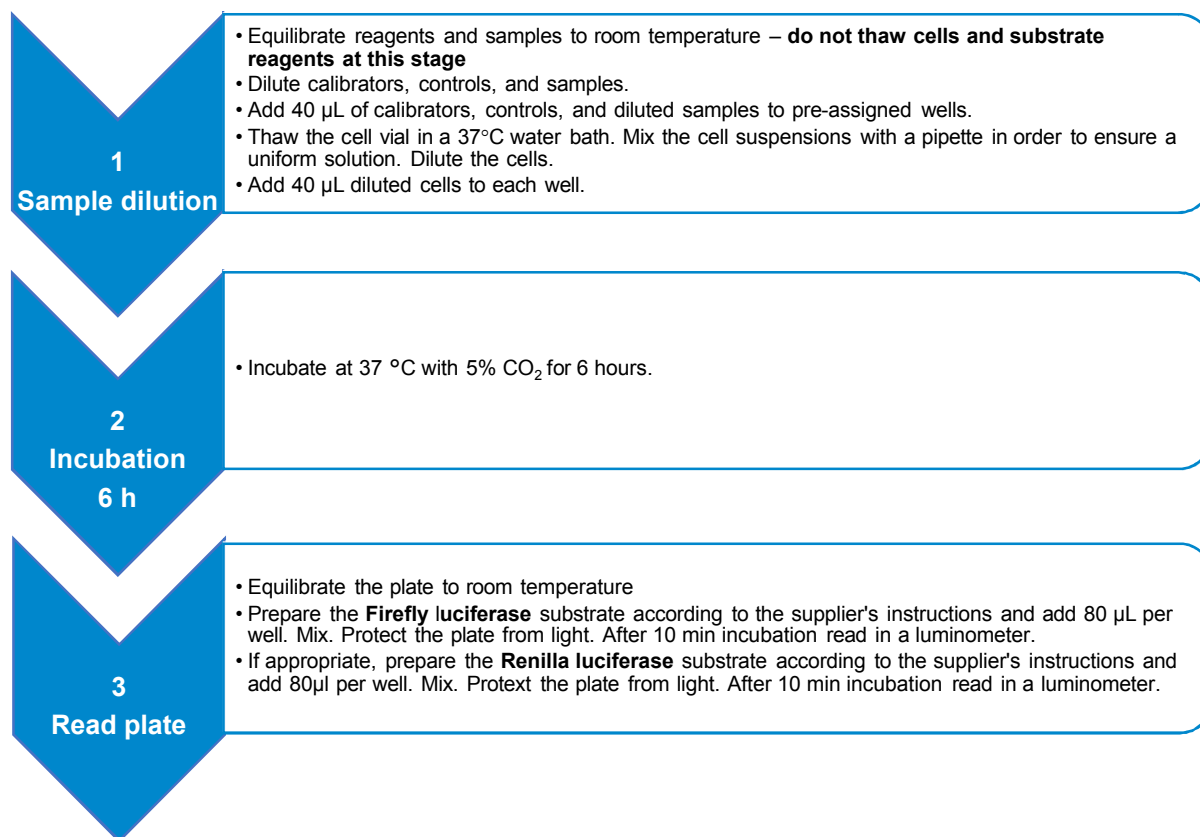 1
Sample dilution
• Equilibrate reagents and samples to room temperature – do not thaw cells and substrate
reagents at this stage
• Dilute calibrators, controls, and samples.
• Add 40 µL of calibrators, controls, and diluted samples to pre-assigned wells.
• Thaw the cell vial in a 37°C water bath. Mix the cell suspensions with a pipette in order to ensure a
uniform solution. Dilute the cells.
• Add 40 µL diluted cells to each well.
2
Incubation
6 h
• Incubate at 37 °C with 5% CO₂ for 6 hours.
3
Read plate
• Equilibrate the plate to room temperature
• Prepare the Firefly luciferase substrate according to the supplier's instructions and add 80 µL per
well. Mix. Protect the plate from light. After 10 min incubation read in a luminometer.
• If appropriate, prepare the Renilla luciferase substrate according to the supplier's instructions and
add 80µl per well. Mix. Protext the plate from light. After 10 min incubation read in a luminometer.